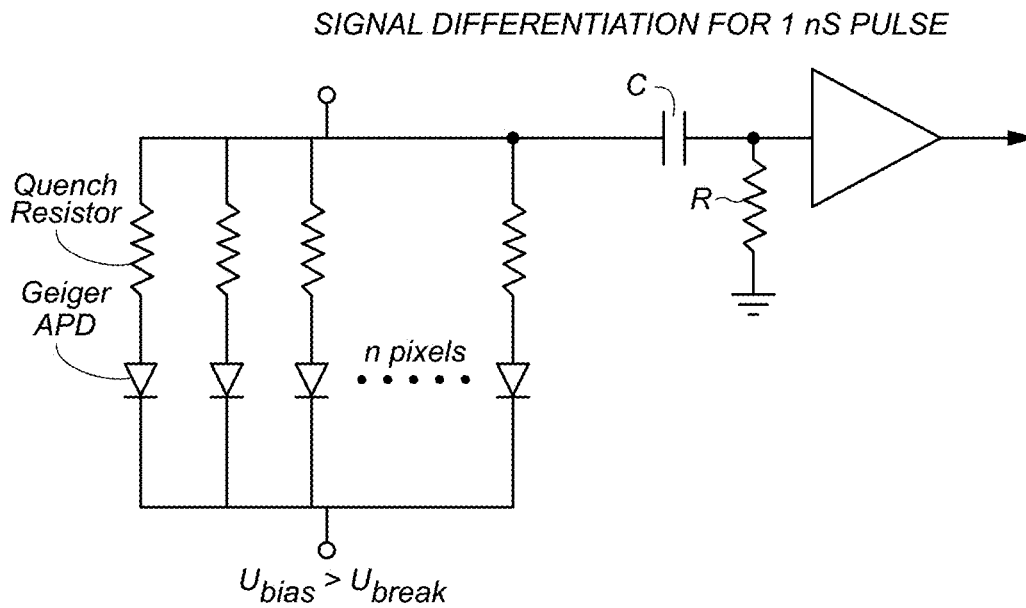 SIGNAL DIFFERENTIATION FOR 1 nS PULSE
C
Quench
Resistor
R
Geiger
APD
n pixels
U_bias > U_break